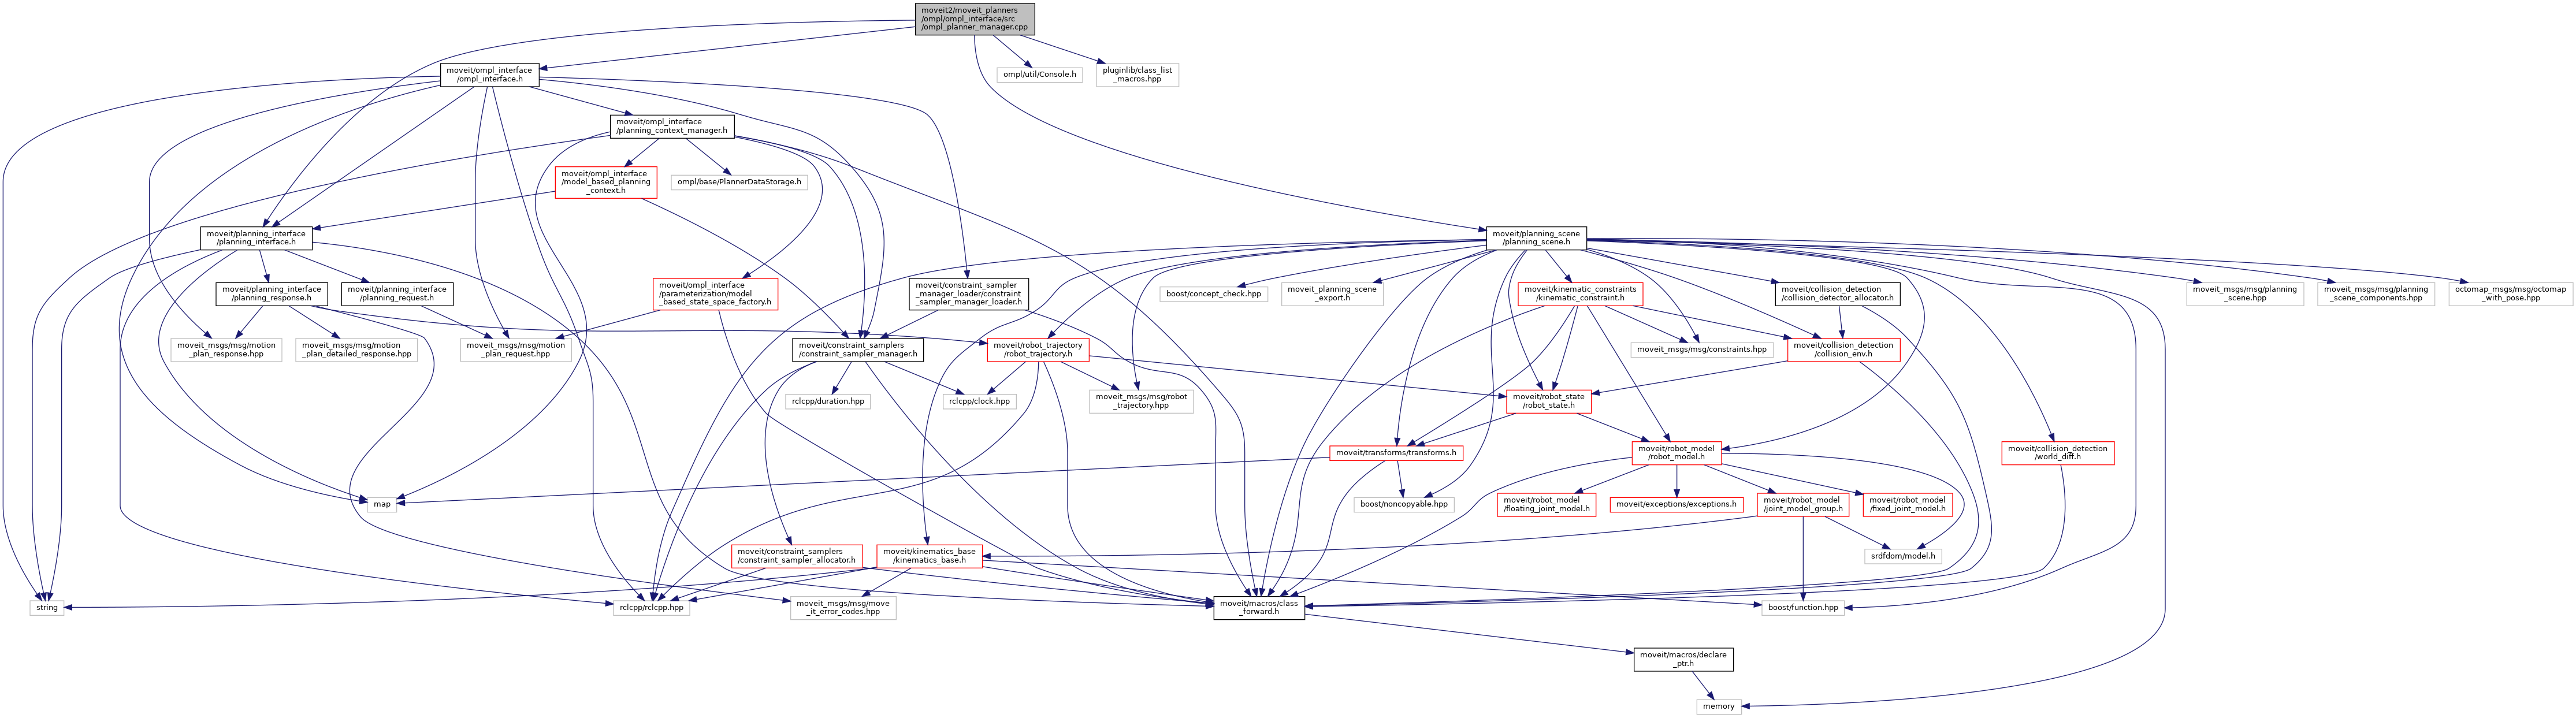 moveit2/moveit_planners
/ompl/ompl_interface/src
/ompl_planner_manager.cpp
moveit/ompl_interface
/ompl_interface.h
ompl/util/Console.h
pluginlib/class_list
_macros.hpp
moveit/ompl_interface
/planning_context_manager.h
moveit/ompl_interface
/model_based_planning
_context.h
ompl/base/PlannerDataStorage.h
moveit/planning_interface
/planning_interface.h
moveit/planning_scene
/planning_scene.h
moveit/planning_interface
/planning_response.h
moveit/planning_interface
/planning_request.h
moveit/ompl_interface
/parameterization/model
_based_state_space_factory.h
moveit/constraint_sampler
_manager_loader/constraint
_sampler_manager_loader.h
boost/concept_check.hpp
moveit_planning_scene
_export.h
moveit/kinematic_constraints
/kinematic_constraint.h
moveit/collision_detection
/collision_detector_allocator.h
moveit_msgs/msg/planning
_scene.hpp
moveit_msgs/msg/planning
_scene_components.hpp
octomap_msgs/msg/octomap
_with_pose.hpp
moveit_msgs/msg/motion
_plan_response.hpp
moveit_msgs/msg/motion
_plan_detailed_response.hpp
moveit_msgs/msg/motion
_plan_request.hpp
moveit/constraint_samplers
/constraint_sampler_manager.h
moveit/robot_trajectory
/robot_trajectory.h
moveit_msgs/msg/constraints.hpp
moveit/collision_detection
/collision_env.h
rclcpp/duration.hpp
rclcpp/clock.hpp
moveit_msgs/msg/robot
_trajectory.hpp
moveit/robot_state
/robot_state.h
moveit/transforms/transforms.h
moveit/robot_model
/robot_model.h
moveit/collision_detection
/world_diff.h
map
boost/noncopyable.hpp
moveit/robot_model
/floating_joint_model.h
moveit/exceptions/exceptions.h
moveit/robot_model
/joint_model_group.h
moveit/robot_model
/fixed_joint_model.h
moveit/constraint_samplers
/constraint_sampler_allocator.h
moveit/kinematics_base
/kinematics_base.h
srdfdom/model.h
string
rclcpp/rclcpp.hpp
moveit_msgs/msg/move
_it_error_codes.hpp
moveit/macros/class
_forward.h
boost/function.hpp
moveit/macros/declare
_ptr.h
memory